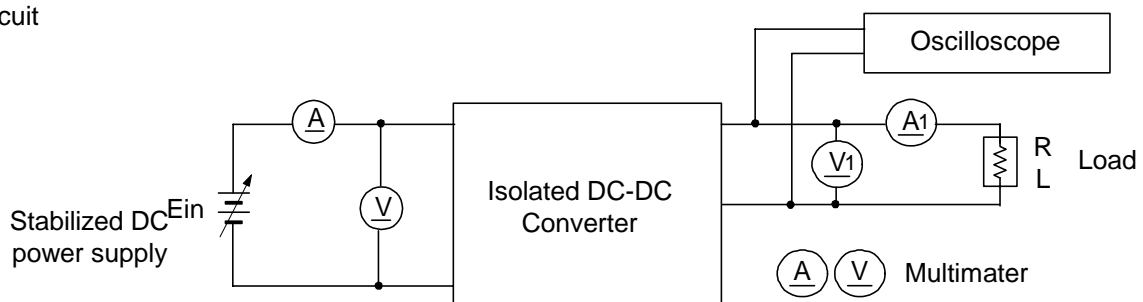 cuit
Oscilloscope
A
A1
V1
R
L
Load
Isolated DC-DC
Converter
V
Ein
Stabilized DC
power supply
A V Multimater